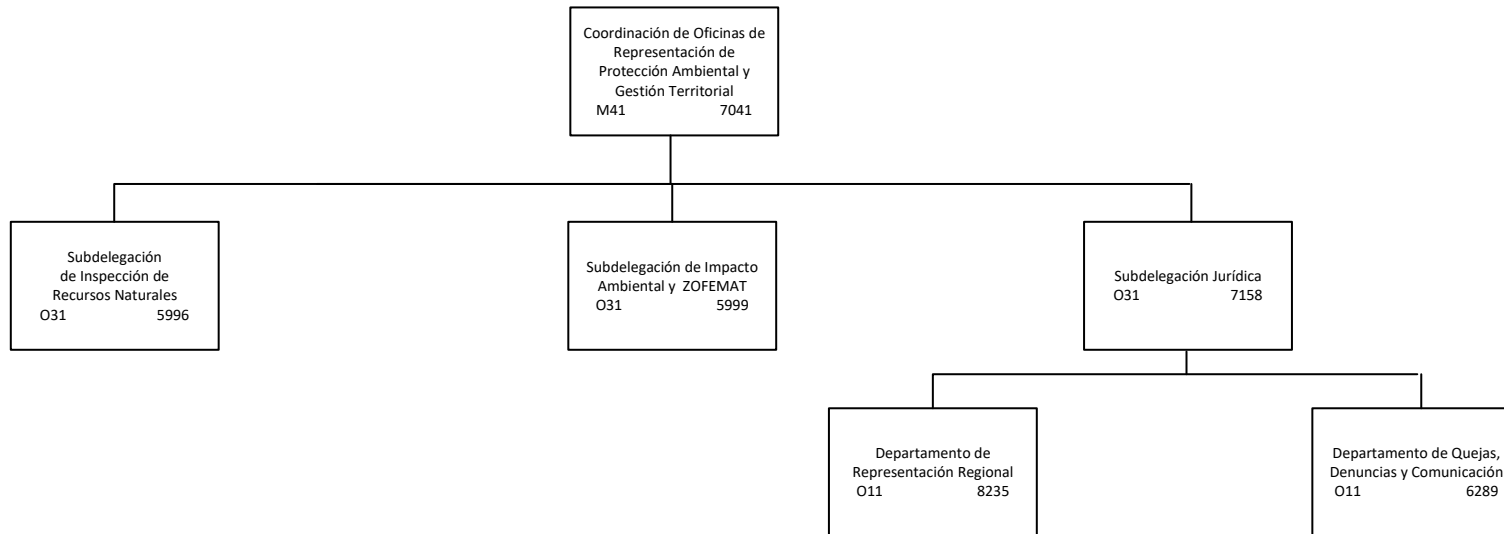 Coordinación de Oficinas de
Representación de
Protección Ambiental y
Gestión Territorial
M41 7041
Subdelegación
de Inspección de
Recursos Naturales
O31 5996
Subdelegación de Impacto
Ambiental y ZOFEMAT
O31 5999
Subdelegación Jurídica
O31 7158
Departamento de
Representación Regional
O11 8235
Departamento de Quejas,
Denuncias y Comunicación
O11 6289